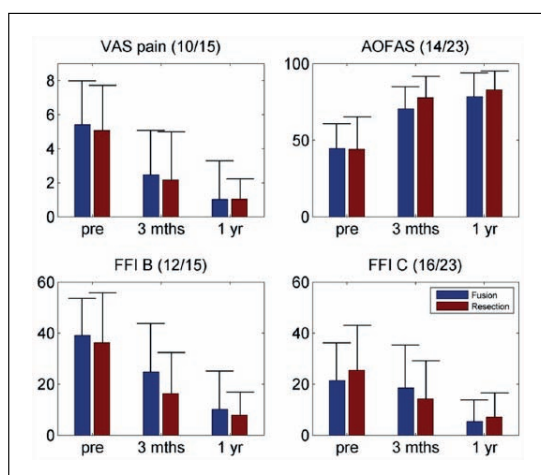 VAS pain (10/15)
8
6
4
2
0
pre 3 mths 1 yr
AOFAS (14/23)
100
50
0
pre 3 mths 1 yr
FFI B (12/15)
60
40
20
0
pre 3 mths 1 yr
FFI C (16/23)
60
40
20
0
Fusion
Resection
pre 3 mths 1 yr